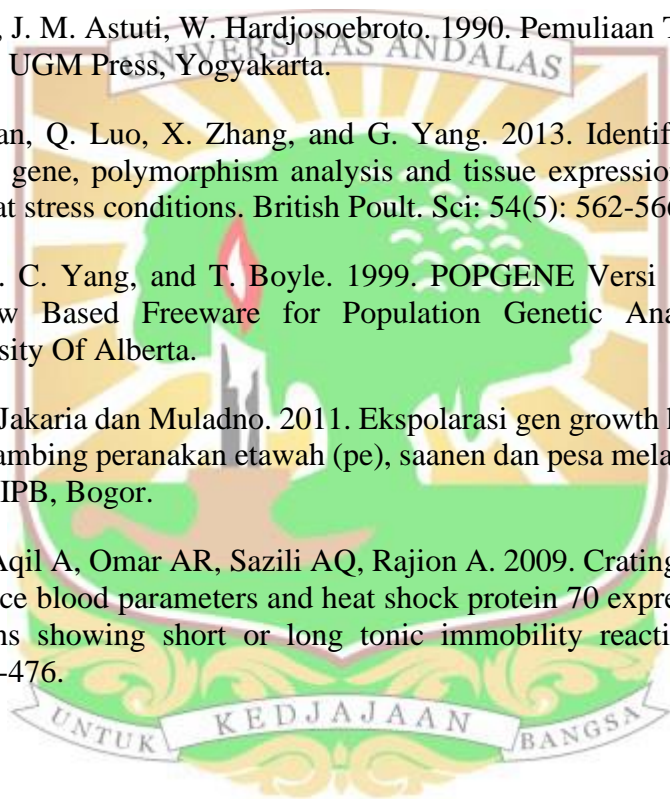 , J. M. Astuti, W. Hardjosoebroto. 1990. Pemuliaan T
UNIVERSITAS ANDALAS
UGM Press, Yogyakarta.
an, Q. Luo, X. Zhang, and G. Yang. 2013. Identif
gene, polymorphism analysis and tissue expressio
at stress conditions. British Poult. Sci: 54(5): 562-566
. C. Yang, and T. Boyle. 1999. POPGENE Versi
w Based Freeware for Population Genetic Ana
sity Of Alberta.
Jakaria dan Muladno. 2011. Ekspolarasi gen growth
ambing peranakan etawah (pe), saanen dan pesa mela
IPB, Bogor.
Aqil A, Omar AR, Sazili AQ, Rajion A. 2009. Crating
ce blood parameters and heat shock protein 70 expre
ns showing short or long tonic immobility reacti
-476.
UNTUK KEDJAJAAN BANGSA